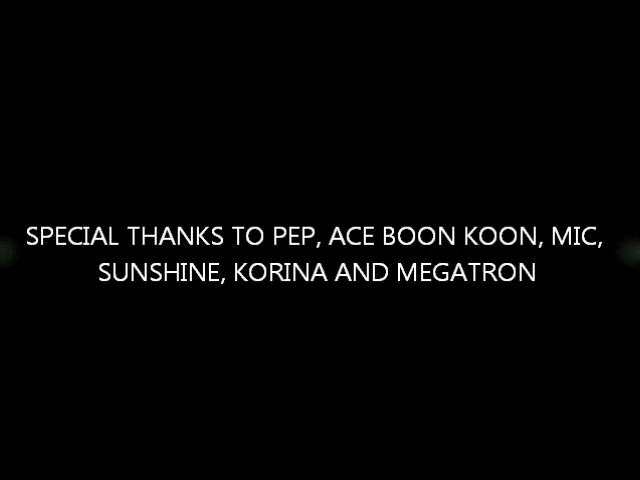 SPECIAL THANKS TO PEP, ACE BOON KOON, MIC,
SUNSHINE, KORINA AND MEGATRON